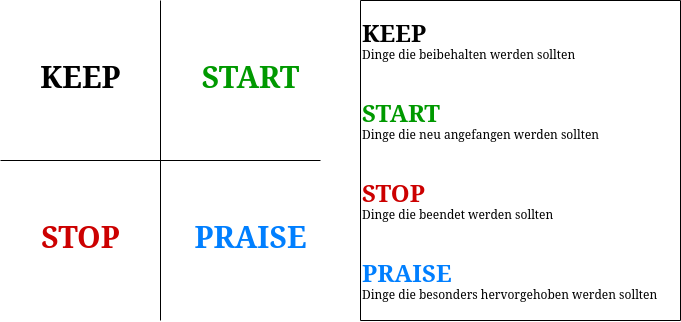 KEEP
START
STOP
PRAISE
KEEP
Dinge die beibehalten werden sollten
START
Dinge die neu angefangen werden sollten
STOP
Dinge die beendet werden sollten
PRAISE
Dinge die besonders hervorgehoben werden sollten